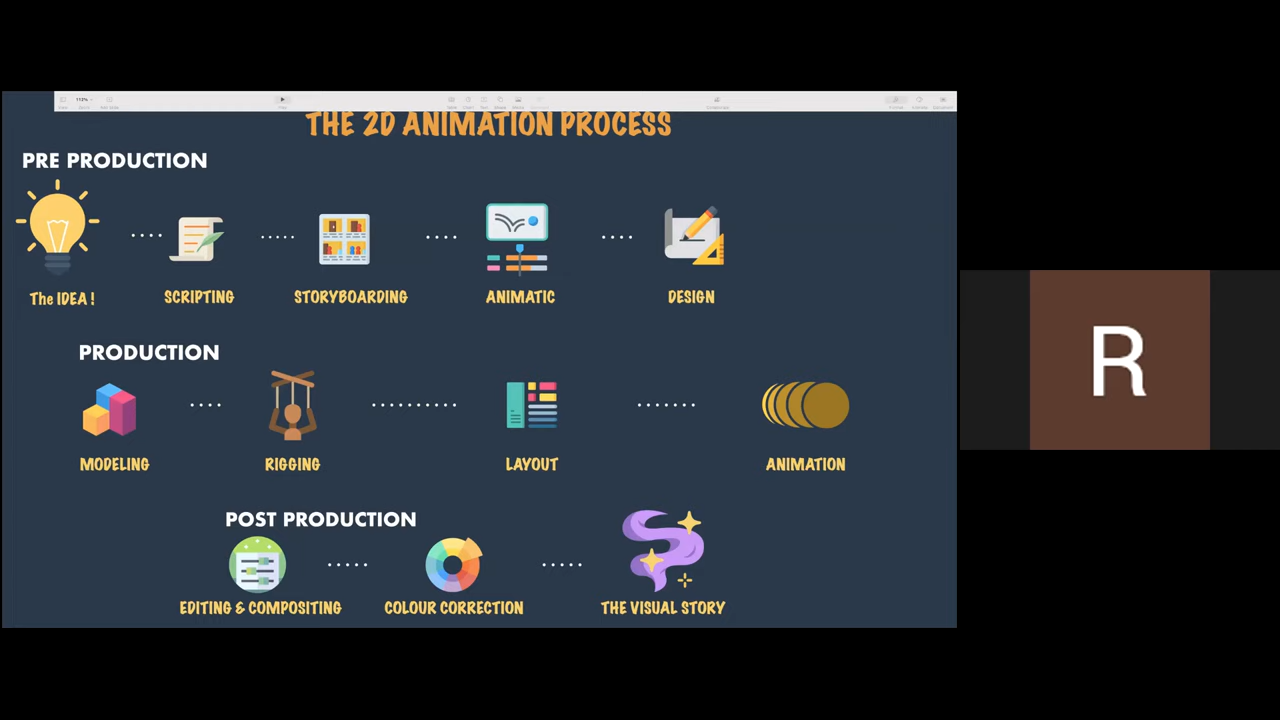 112%
THE 2D ANIMATION PROCESS
PRE PRODUCTION
The IDEA !
SCRIPTING
STORYBOARDING
ANIMATIC
DESIGN
PRODUCTION
MODELING
RIGGING
LAYOUT
ANIMATION
POST PRODUCTION
EDITING & COMPOSITING
COLOUR CORRECTION
THE VISUAL STORY
R